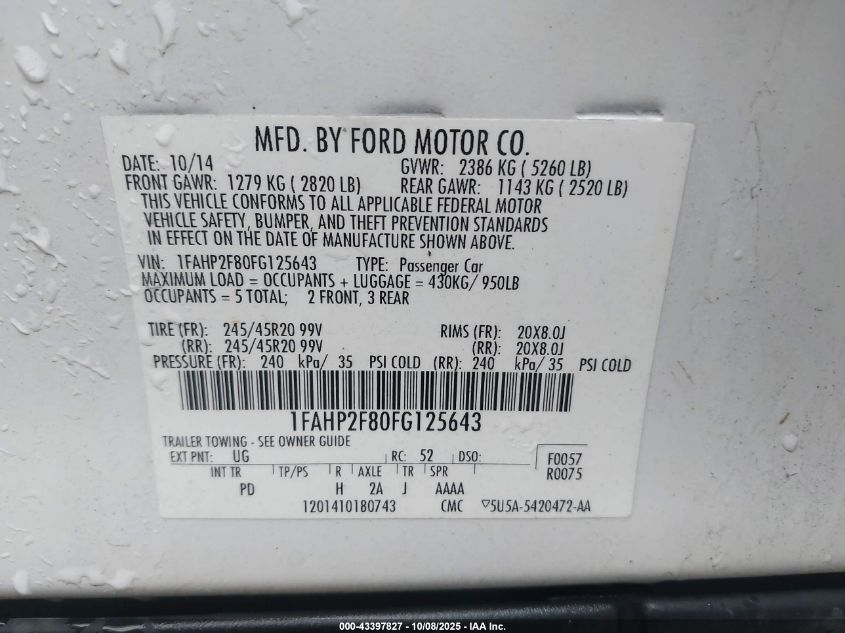 MFD. BY FORD MOTOR CO.
DATE: 10/14 GVWR: 2386 KG ( 5260 LB)
FRONT GAWR: 1279 KG ( 2820 LB) REAR GAWR: 1143 KG ( 2520 LB)
THIS VEHICLE CONFORMS TO ALL APPLICABLE FEDERAL MOTOR
VEHICLE SAFETY, BUMPER, AND THEFT PREVENTION STANDARDS
IN EFFECT ON THE DATE OF MANUFACTURE SHOWN ABOVE.
VIN: 1FAHP2F80FG125643 TYPE: Passenger Car
MAXIMUM LOAD = OCCUPANTS + LUGGAGE = 430KG/ 950LB
OCCUPANTS = 5 TOTAL; 2 FRONT, 3 REAR
TIRE (FR): 245/45R20 99V RIMS (FR): 20X8.0J
(RR): 245/45R20 99V (RR): 20X8.0J
PRESSURE (FR): 240 kPa/ 35 PSI COLD (RR): 240 kPa/ 35 PSI COLD
1FAHP2F80FG125643
TRAILER TOWING - SEE OWNER GUIDE
EXT PNT: UG RC: 52 DSO: F0057
INT TR TP/PS R AXLE TR SPR R0075
PD H 2A J AAAA
1201410180743 CMC ▽5U5A-5420472-AA
000-43397827 - 10/08/2025 - IAA Inc.